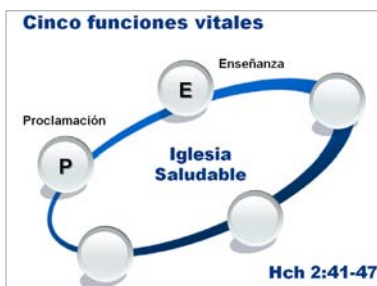 Cinco funciones vitales
Enseñanza
E
Proclamación
P
Iglesia
Saludable
Hch 2:41-47